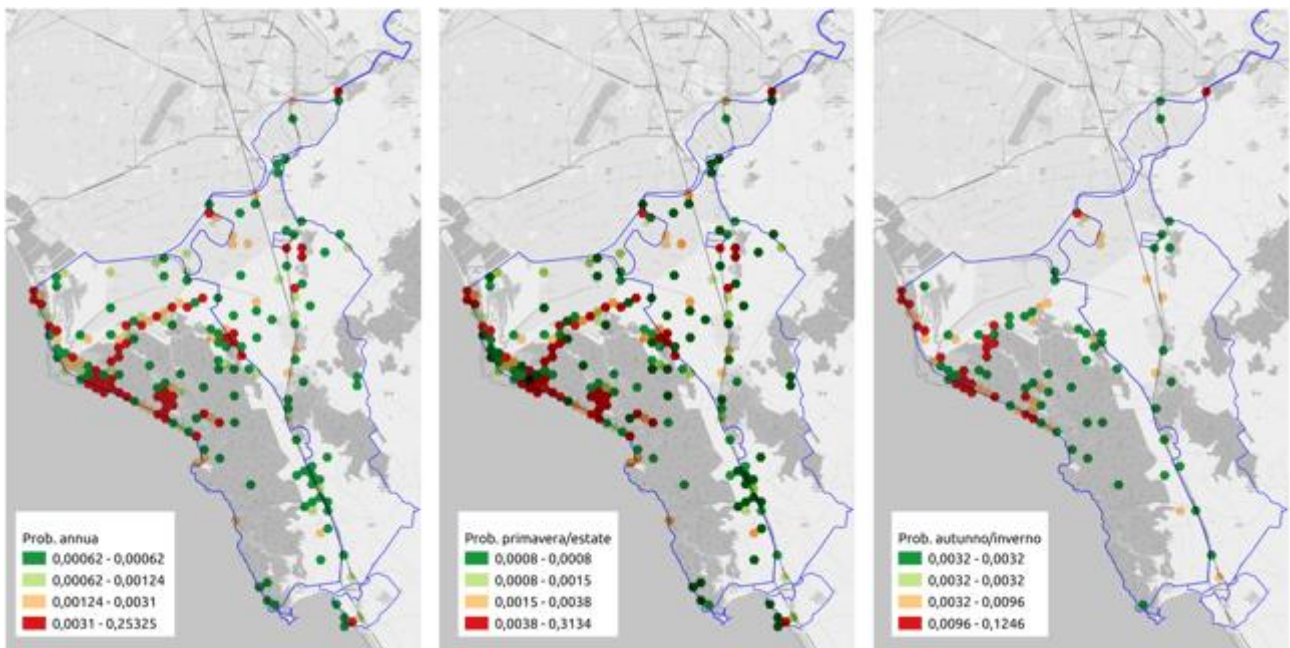 Prob. annua
0,00062 - 0,00062
0,00062 - 0,00124
0,00124 - 0,0031
0,0031 - 0,25325
Prob. primavera/estate
0,0008 - 0,0008
0,0008 - 0,0015
0,0015 - 0,0038
0,0038 - 0,3134
Prob. autunno/inverno
0,0032 - 0,0032
0,0032 - 0,0032
0,0032 - 0,0096
0,0096 - 0,1246